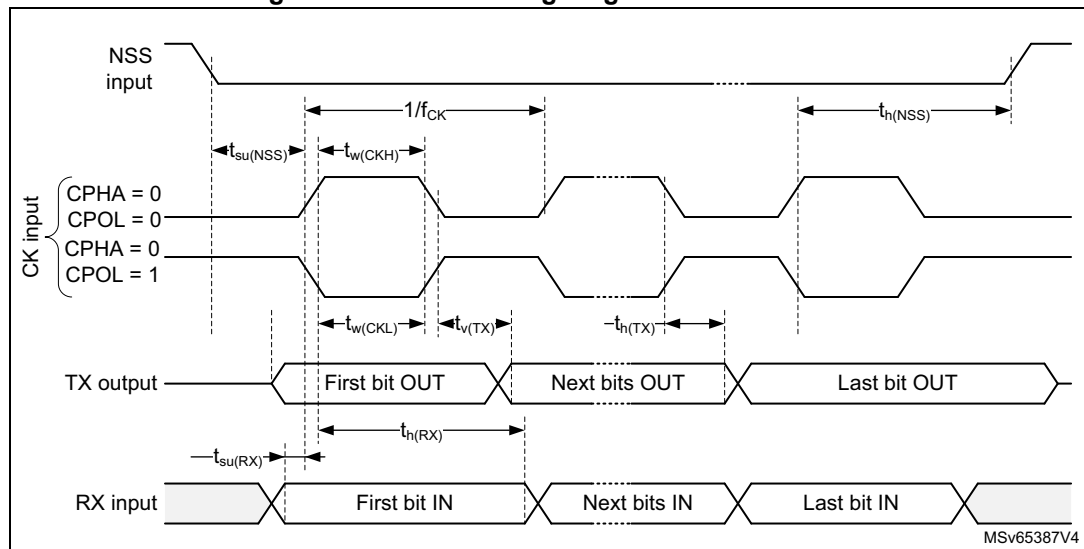 NSS
input
1/fCK
th(NSS)
tsu(NSS)
tw(CKH)
CK input
CPHA = 0
CPOL = 0
CPHA = 0
CPOL = 1
tw(CKL)
tv(TX)
th(TX)
TX output
First bit OUT
Next bits OUT
Last bit OUT
th(RX)
tsu(RX)
RX input
First bit IN
Next bits IN
Last bit IN
MSv65387V4